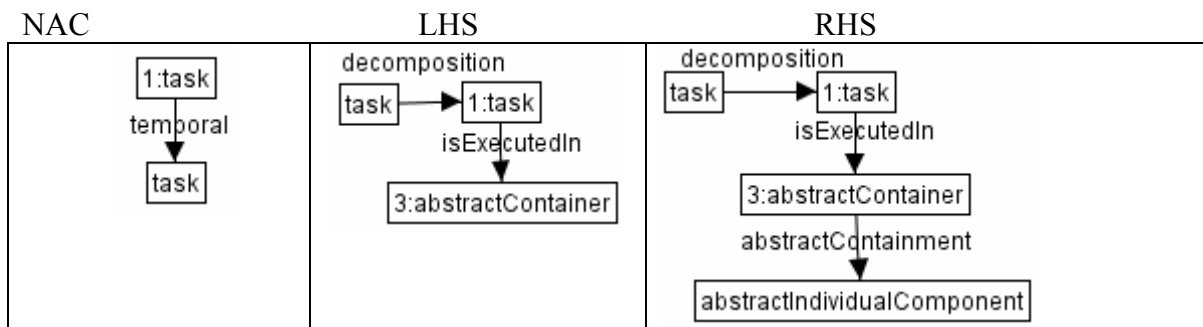 NAC LHS RHS
1:task
temporal
task
decomposition
task 1:task
isExecutedIn
3:abstractContainer
decomposition
task 1:task
isExecutedIn
3:abstractContainer
abstractContainment
abstractIndividualComponent